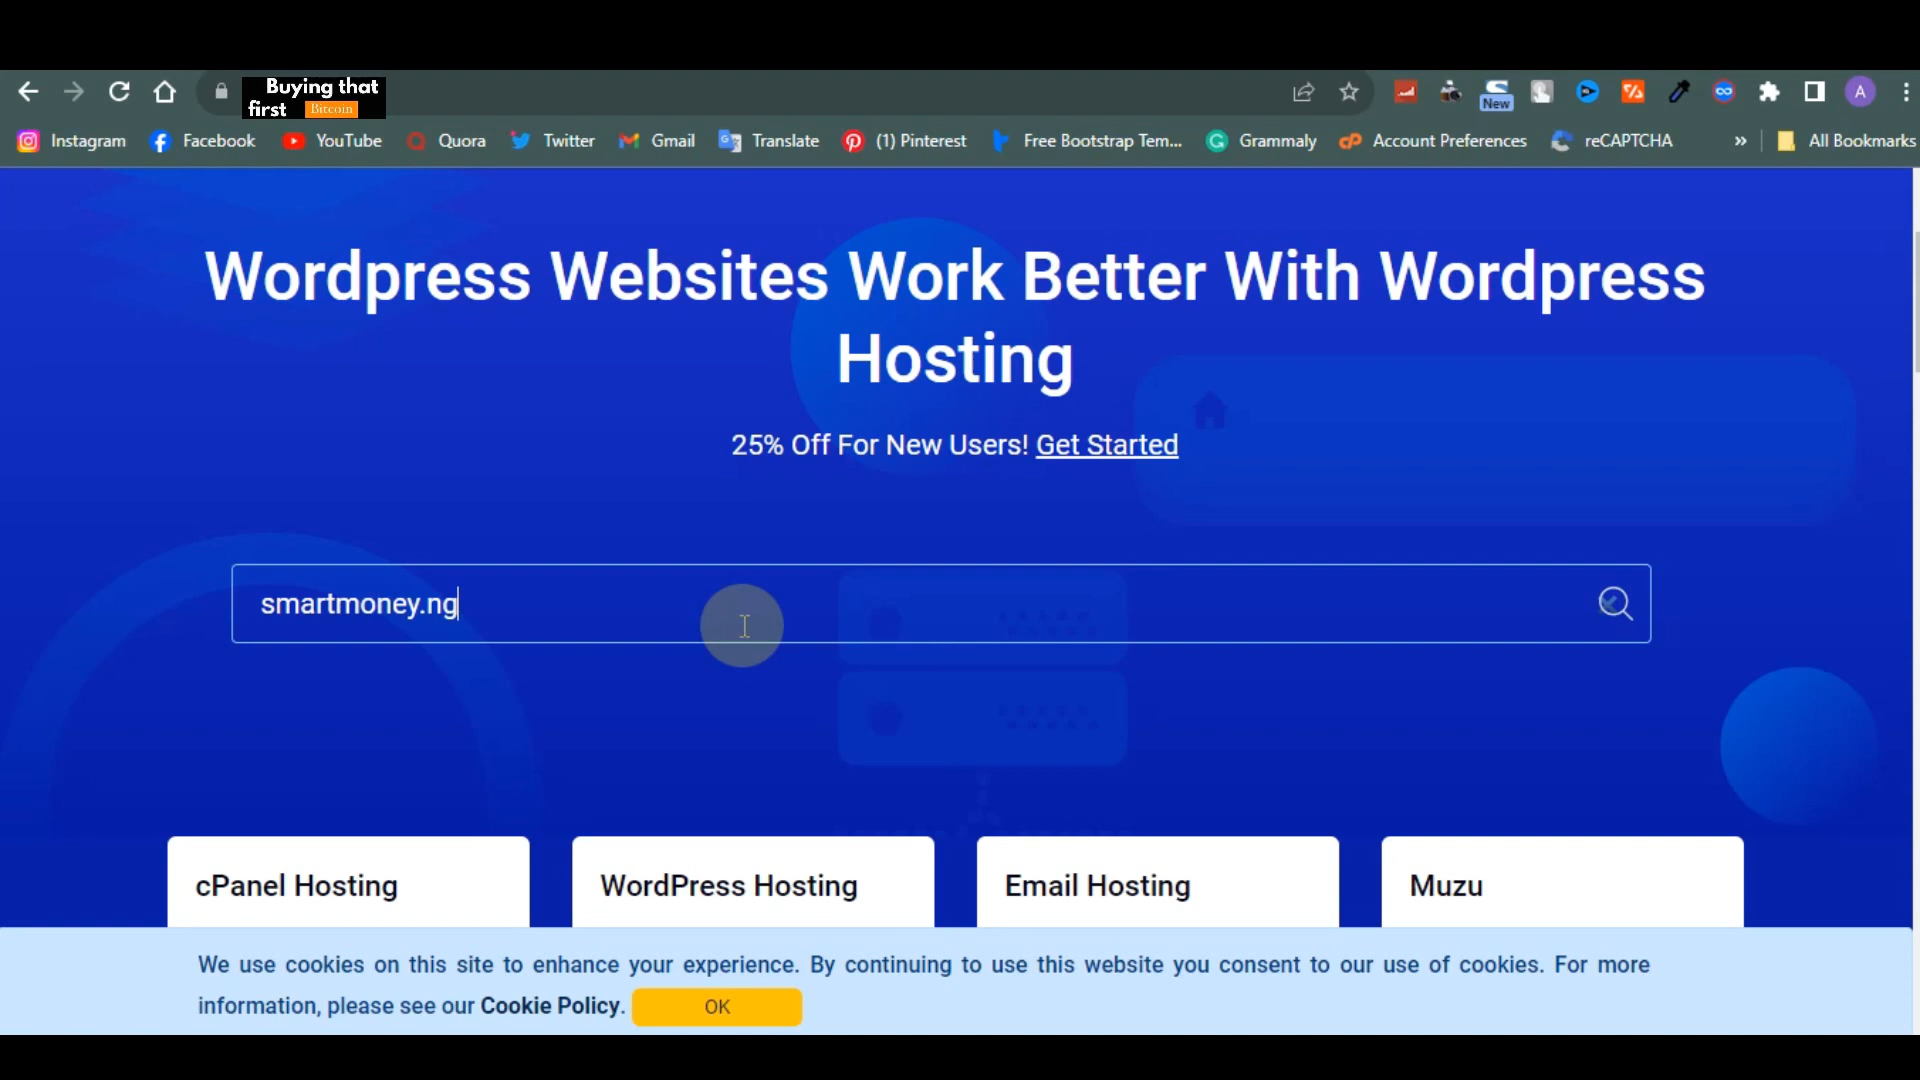 Buying that
first Bitcoin
New
A
Instagram Facebook YouTube Quora Twitter Gmail Translate (1) Pinterest Free Bootstrap Tem... Grammaly Account Preferences reCAPTCHA » All Bookmarks
Wordpress Websites Work Better With Wordpress
Hosting
25% Off For New Users! Get Started
smartmoney.ng
cPanel Hosting WordPress Hosting Email Hosting Muzu
We use cookies on this site to enhance your experience. By continuing to use this website you consent to our use of cookies. For more
information, please see our Cookie Policy. OK